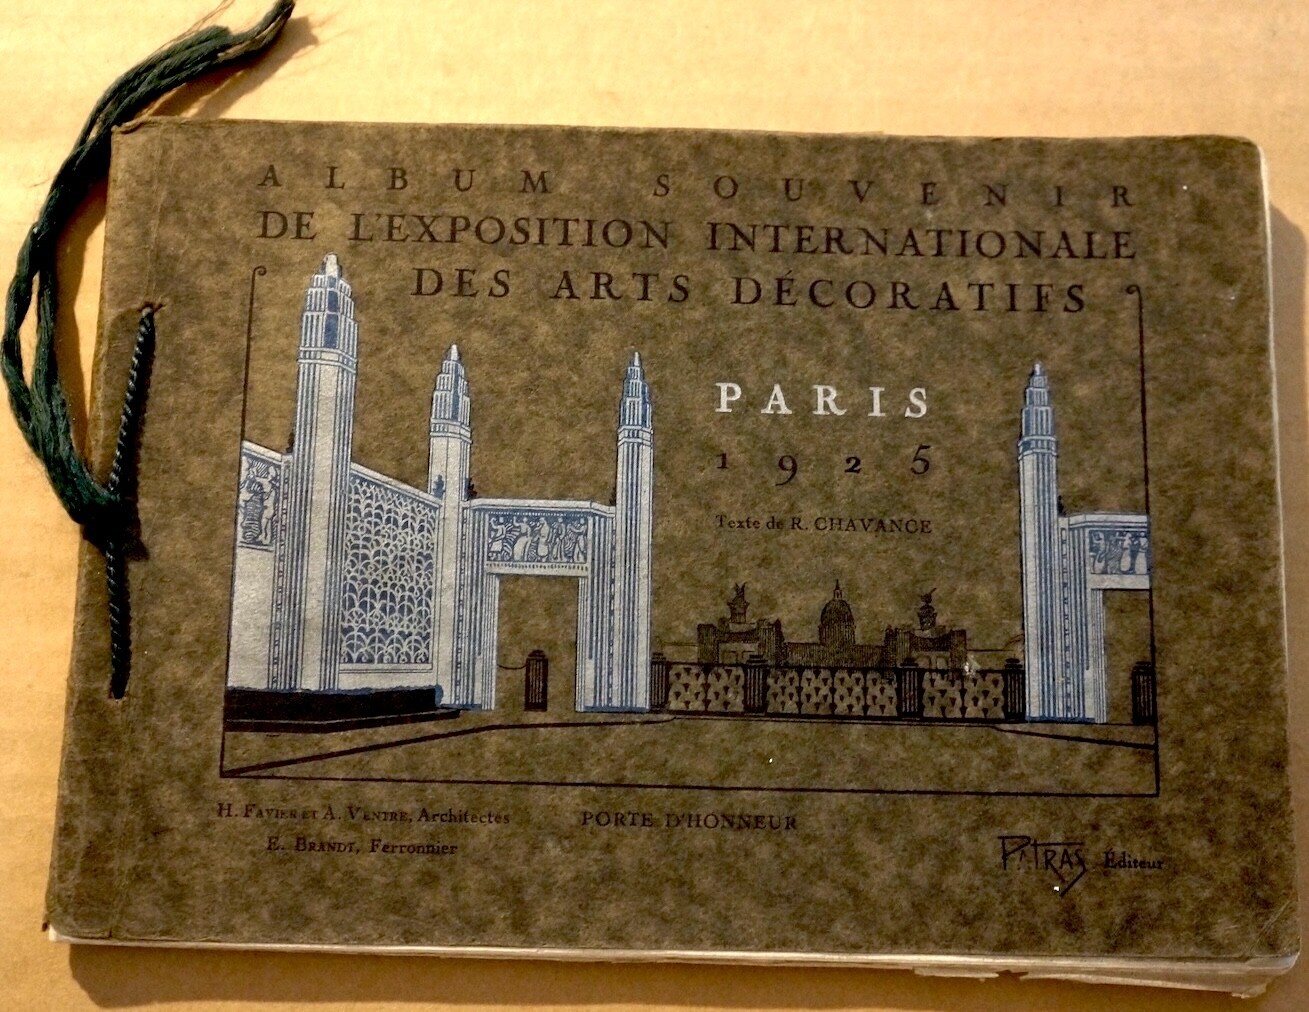 ALBUM SOUVENIR
DE L'EXPOSITION INTERNATIONALE
DES ARTS DÉCORATIFS
PARIS
1925
Texte de R. CHAVANCE
H. FAVIER ET A. VENTRE, Architectes
E. BRANDT, Ferronnier
PORTE D'HONNEUR
Éditeur